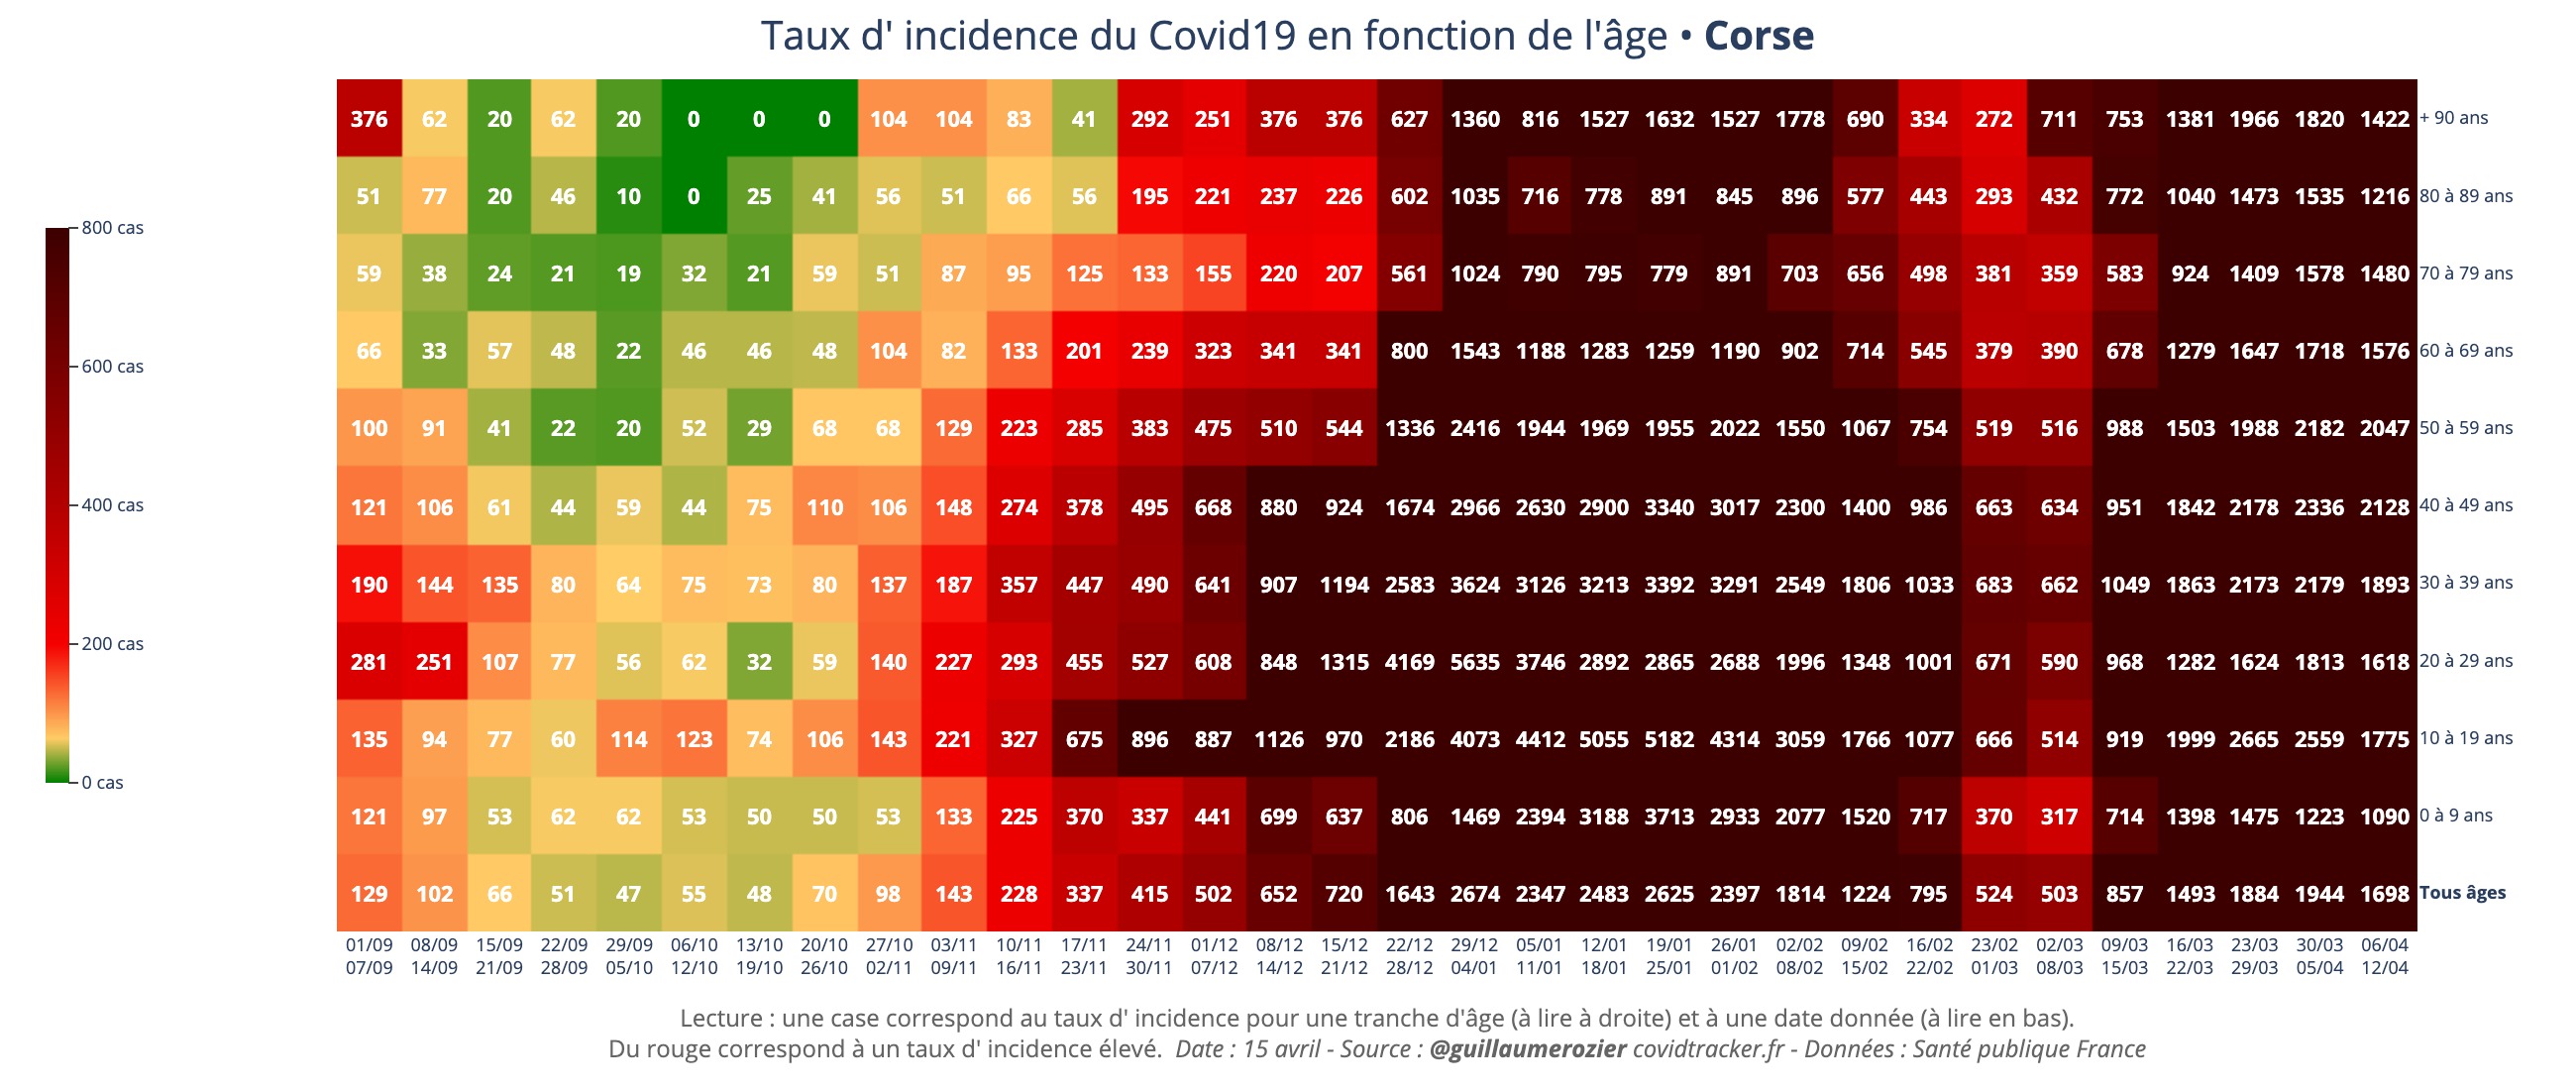 Taux d' incidence du Covid19 en fonction de l'âge • Corse
376 62 20 62 20 0 0 0 104 104 83 41 292 251 376 376 627 1360 816 1527 1632 1527 1778 690 334 272 711 753 1381 1966 1820 1422 + 90 ans
51 77 20 46 10 0 25 41 56 51 66 56 195 221 237 226 602 1035 716 778 891 845 896 577 443 293 432 772 1040 1473 1535 1216 80 à 89 ans
800 cas
59 38 24 21 19 32 21 59 51 87 95 125 133 155 220 207 561 1024 790 795 779 891 703 656 498 381 359 583 924 1409 1578 1480 70 à 79 ans
66 33 57 48 22 46 46 48 104 82 133 201 239 323 341 341 800 1543 1188 1283 1259 1190 902 714 545 379 390 678 1279 1647 1718 1576 60 à 69 ans
600 cas
100 91 41 22 20 52 29 68 68 129 223 285 383 475 510 544 1336 2416 1944 1969 1955 2022 1550 1067 754 519 516 988 1503 1988 2182 2047 50 à 59 ans
400 cas
121 106 61 44 59 44 75 110 106 148 274 378 495 668 880 924 1674 2966 2630 2900 3340 3017 2300 1400 986 663 634 951 1842 2178 2336 2128 40 à 49 ans
190 144 135 80 64 75 73 80 137 187 357 447 490 641 907 1194 2583 3624 3126 3213 3392 3291 2549 1806 1033 683 662 1049 1863 2173 2179 1893 30 à 39 ans
200 cas
281 251 107 77 56 62 32 59 140 227 293 455 527 608 848 1315 4169 5635 3746 2892 2865 2688 1996 1348 1001 671 590 968 1282 1624 1813 1618 20 à 29 ans
135 94 77 60 114 123 74 106 143 221 327 675 896 887 1126 970 2186 4073 4412 5055 5182 4314 3059 1766 1077 666 514 919 1999 2665 2559 1775 10 à 19 ans
0 cas
121 97 53 62 62 53 50 50 53 133 225 370 337 441 699 637 806 1469 2394 3188 3713 2933 2077 1520 717 370 317 714 1398 1475 1223 1090 0 à 9 ans
129 102 66 51 47 55 48 70 98 143 228 337 415 502 652 720 1643 2674 2347 2483 2625 2397 1814 1224 795 524 503 857 1493 1884 1944 1698 Tous âges
01/09 08/09 15/09 22/09 29/09 06/10 13/10 20/10 27/10 03/11 10/11 17/11 24/11 01/12 08/12 15/12 22/12 29/12 05/01 12/01 19/01 26/01 02/02 09/02 16/02 23/02 02/03 09/03 16/03 23/03 30/03 06/04
07/09 14/09 21/09 28/09 05/10 12/10 19/10 26/10 02/11 09/11 16/11 23/11 30/11 07/12 14/12 21/12 28/12 04/01 11/01 18/01 25/01 01/02 08/02 15/02 22/02 01/03 08/03 15/03 22/03 29/03 05/04 12/04
Lecture : une case correspond au taux d' incidence pour une tranche d'âge (à lire à droite) et à une date donnée (à lire en bas).
Du rouge correspond à un taux d' incidence élevé. Date : 15 avril - Source : @guillaumerozier covidtracker.fr - Données : Santé publique France